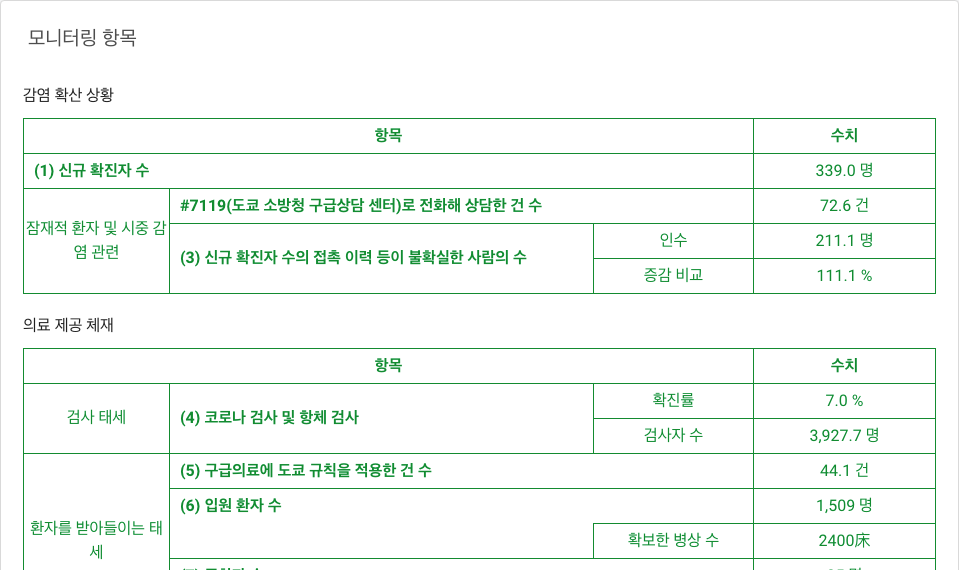 모니터링 항목
감염 확산 상황
항목 수치
(1) 신규 확진자 수 339.0 명
잠재적 환자 및 시중 감
염 관련
#7119(도쿄 소방청 구급상담 센터)로 전화해 상담한 건 수 72.6 건
(3) 신규 확진자 수의 접촉 이력 등이 불확실한 사람의 수
인수 211.1 명
증감 비교 111.1 %
의료 제공 체재
항목 수치
검사 태세
(4) 코로나 검사 및 항체 검사
확진률 7.0 %
검사자 수 3,927.7 명
환자를 받아들이는 태
세
(5) 구급의료에 도쿄 규칙을 적용한 건 수 44.1 건
(6) 입원 환자 수 1,509 명
확보한 병상 수 2400床